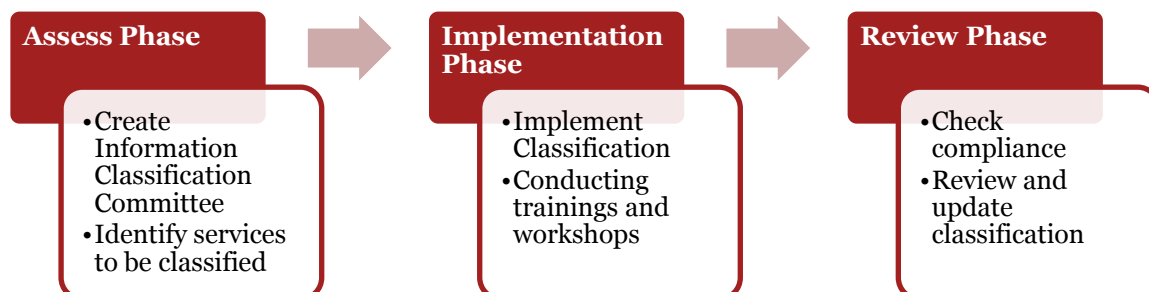 Assess Phase
•Create
Information
Classification
Committee
•Identify services
to be classified
Implementation
Phase
•Implement
Classification
•Conducting
trainings and
workshops
Review Phase
•Check
compliance
•Review and
update
classification